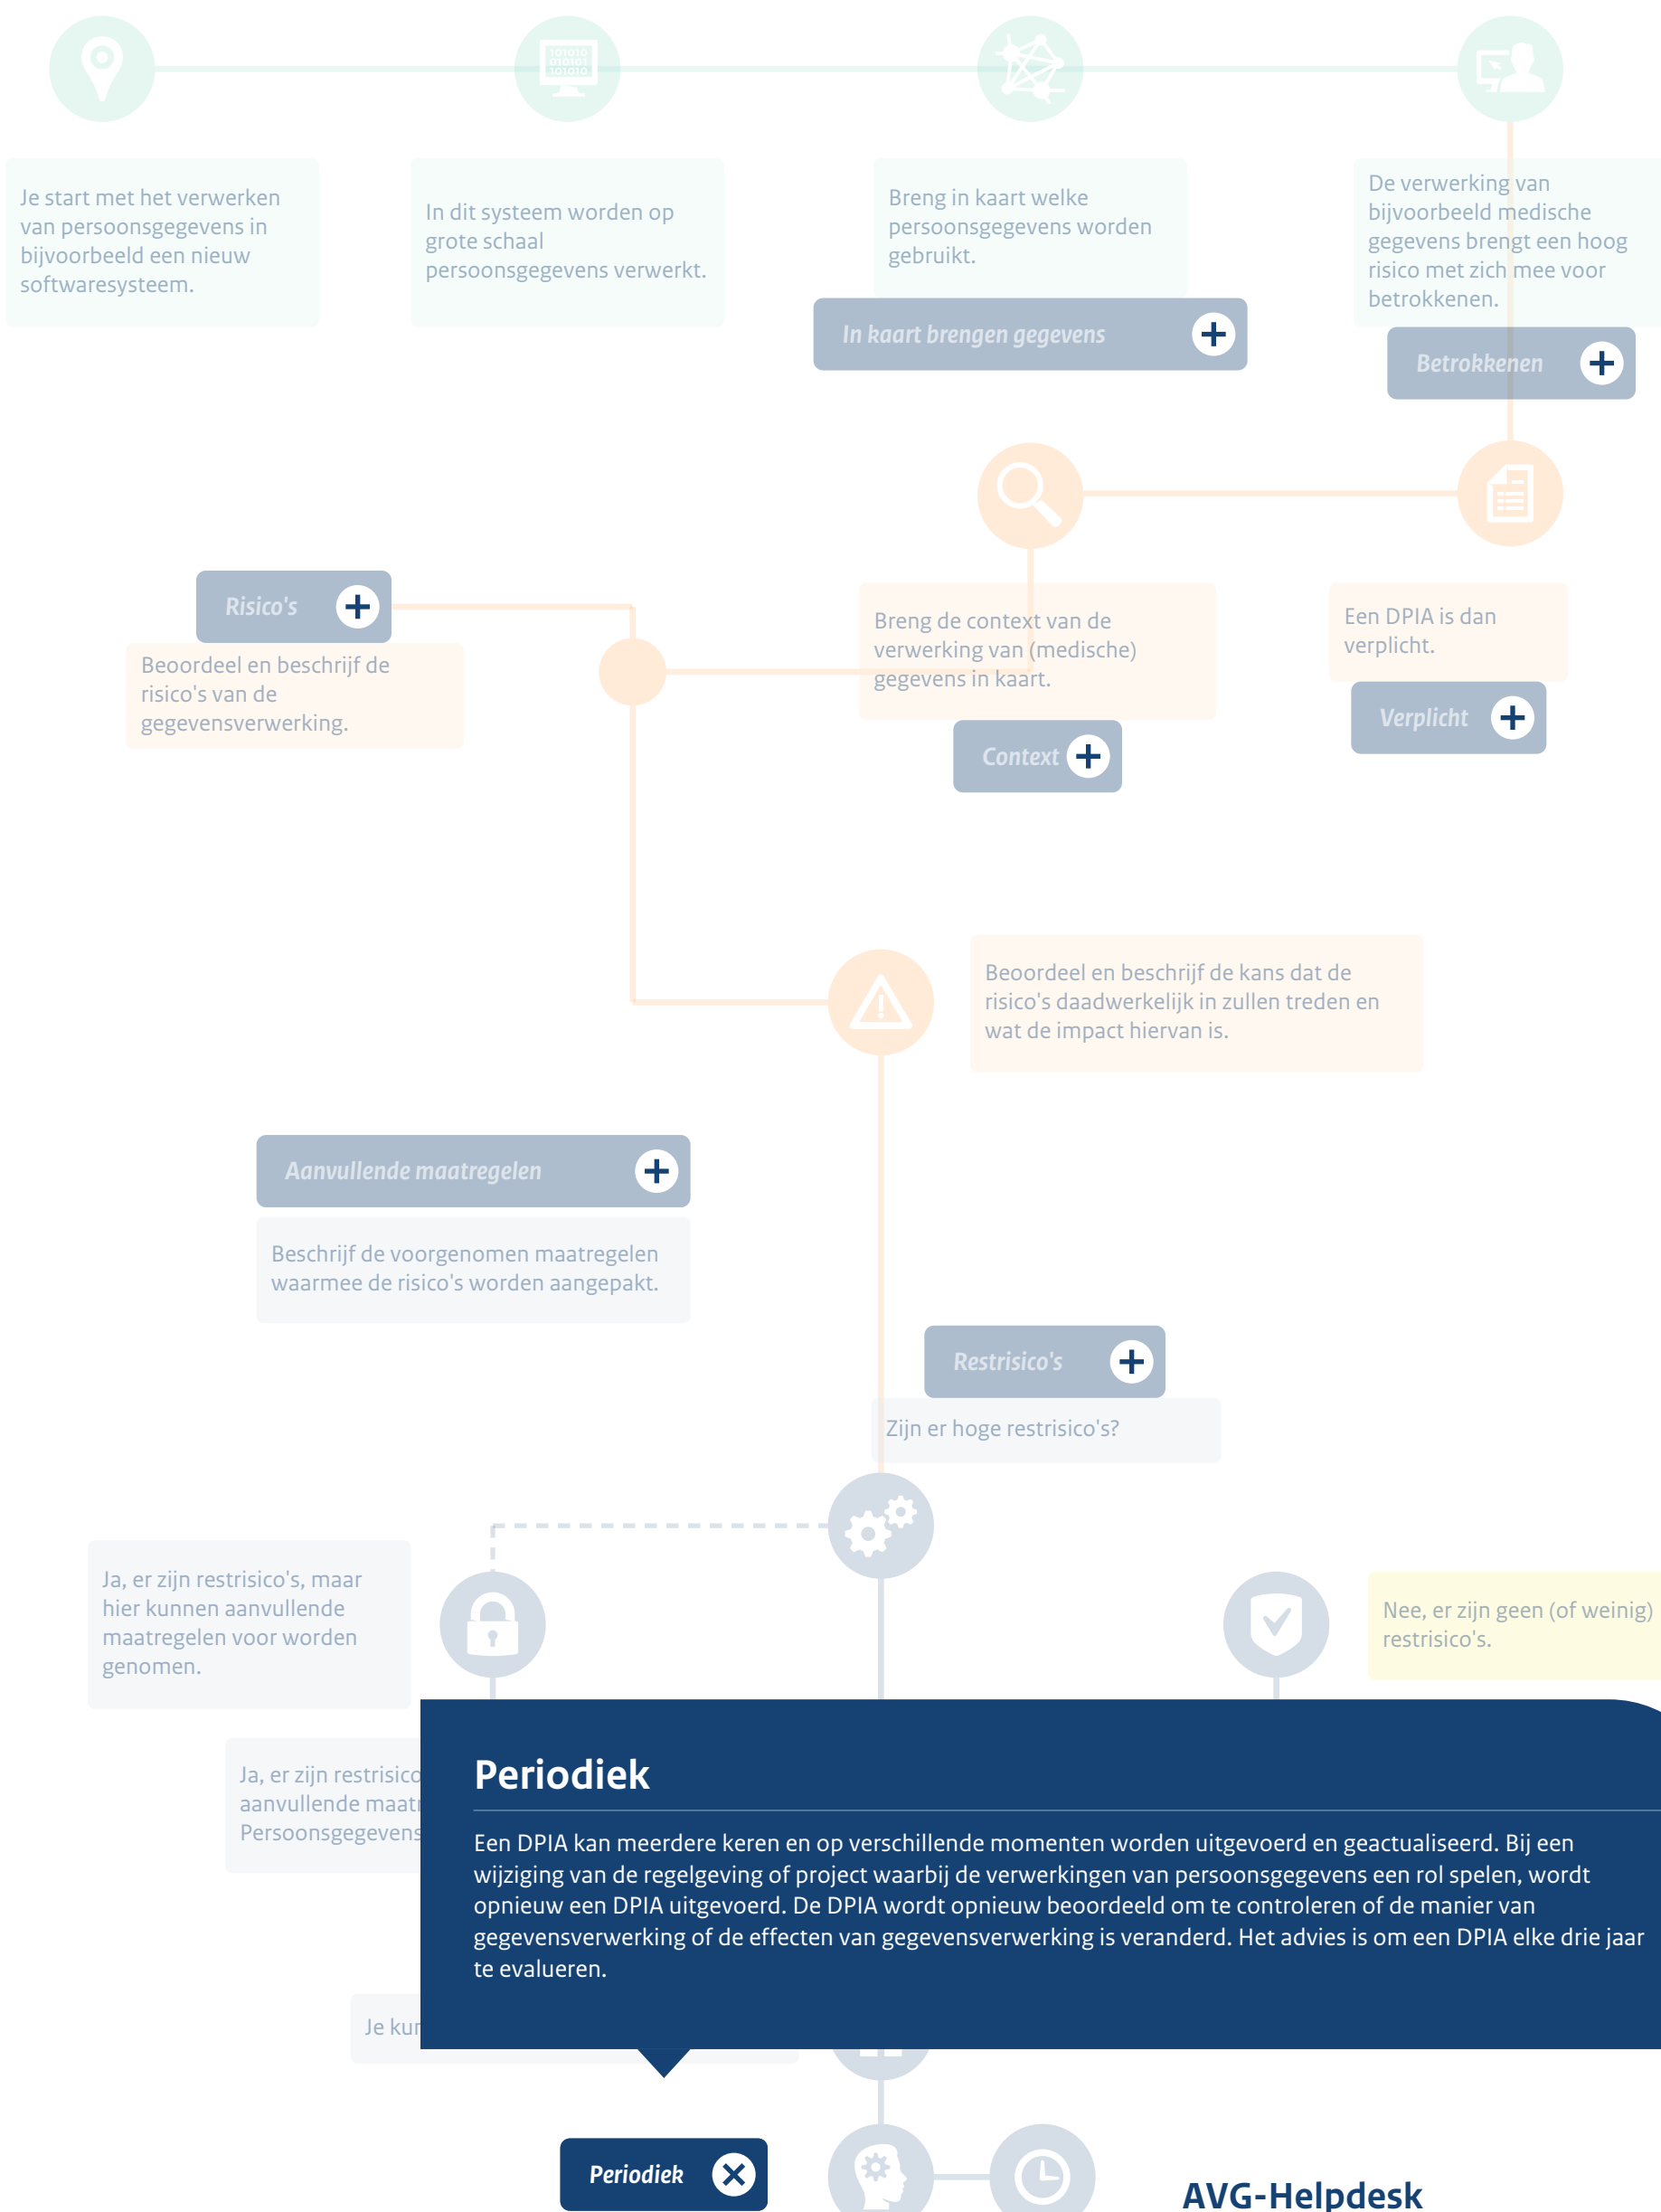 101010
010101
101010
Je start met het verwerken
van persoonsgegevens in
bijvoorbeeld een nieuw
softwaresysteem.
In dit systeem worden op
grote schaal
persoonsgegevens verwerkt.
Breng in kaart welke
persoonsgegevens worden
gebruikt.
In kaart brengen gegevens
De verwerking van
bijvoorbeeld medische
gegevens brengt een hoog
risico met zich mee voor
betrokkenen.
Betrokkenen
Risico's
Beoordeel en beschrijf de
risico's van de
gegevensverwerking.
Breng de context van de
verwerking van (medische)
gegevens in kaart.
Context
Een DPIA is dan
verplicht.
Verplicht
Beoordeel en beschrijf de kans dat de
risico's daadwerkelijk in zullen treden en
wat de impact hiervan is.
Aanvullende maatregelen
Beschrijf de voorgenomen maatregelen
waarmee de risico's worden aangepakt.
Restrisico's
Zijn er hoge restrisico's?
Ja, er zijn restrisico's, maar
hier kunnen aanvullende
maatregelen voor worden
genomen.
Nee, er zijn geen (of weinig)
restrisico's.
Ja, er zijn restrisico
aanvullende maatr
Persoonsgegevens
Periodiek
Een DPIA kan meerdere keren en op verschillende momenten worden uitgevoerd en geactualiseerd. Bij een
wijziging van de regelgeving of project waarbij de verwerkingen van persoonsgegevens een rol spelen, wordt
opnieuw een DPIA uitgevoerd. De DPIA wordt opnieuw beoordeeld om te controleren of de manier van
gegevensverwerking of de effecten van gegevensverwerking is veranderd. Het advies is om een DPIA elke drie jaar
te evalueren.
Je kun
Periodiek
AVG-Helpdesk